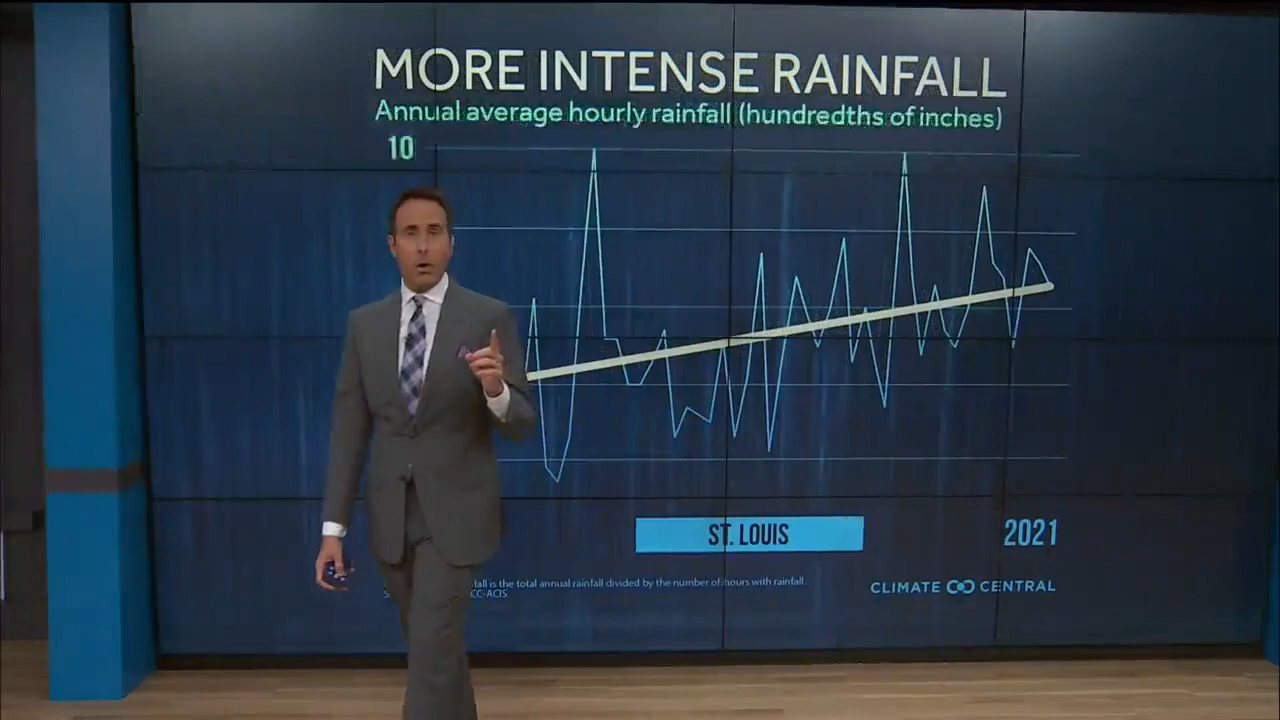 MORE INTENSE RAINFALL
Annual average hourly rainfall (hundredths of inches)
10
ST. LOUIS
2021
fall is the total annual rainfall divided by the number of hours with rainfall.
CC-ACIS
CLIMATE CENTRAL